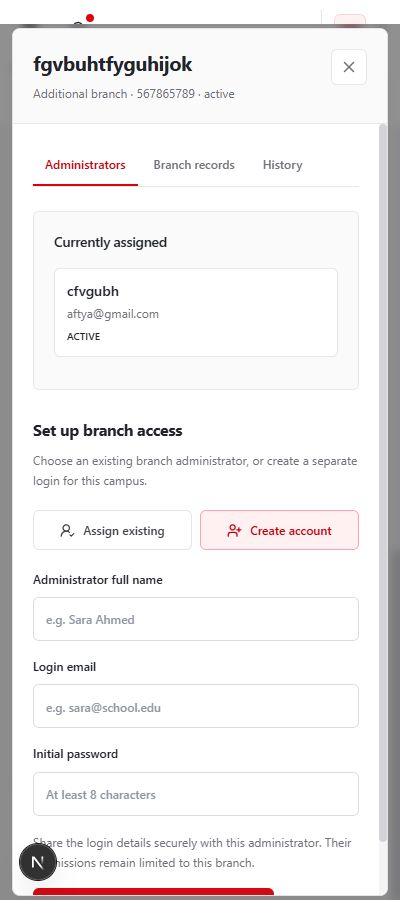 fgvbuhtfyguhijok
Additional branch · 567865789 · active
Administrators
Branch records
History
Currently assigned
cfvgubh
aftya@gmail.com
ACTIVE
Set up branch access
Choose an existing branch administrator, or create a separate
login for this campus.
Assign existing
Create account
Administrator full name
e.g. Sara Ahmed
Login email
e.g. sara@school.edu
Initial password
At least 8 characters
Share the login details securely with this administrator. Their
missions remain limited to this branch.
N